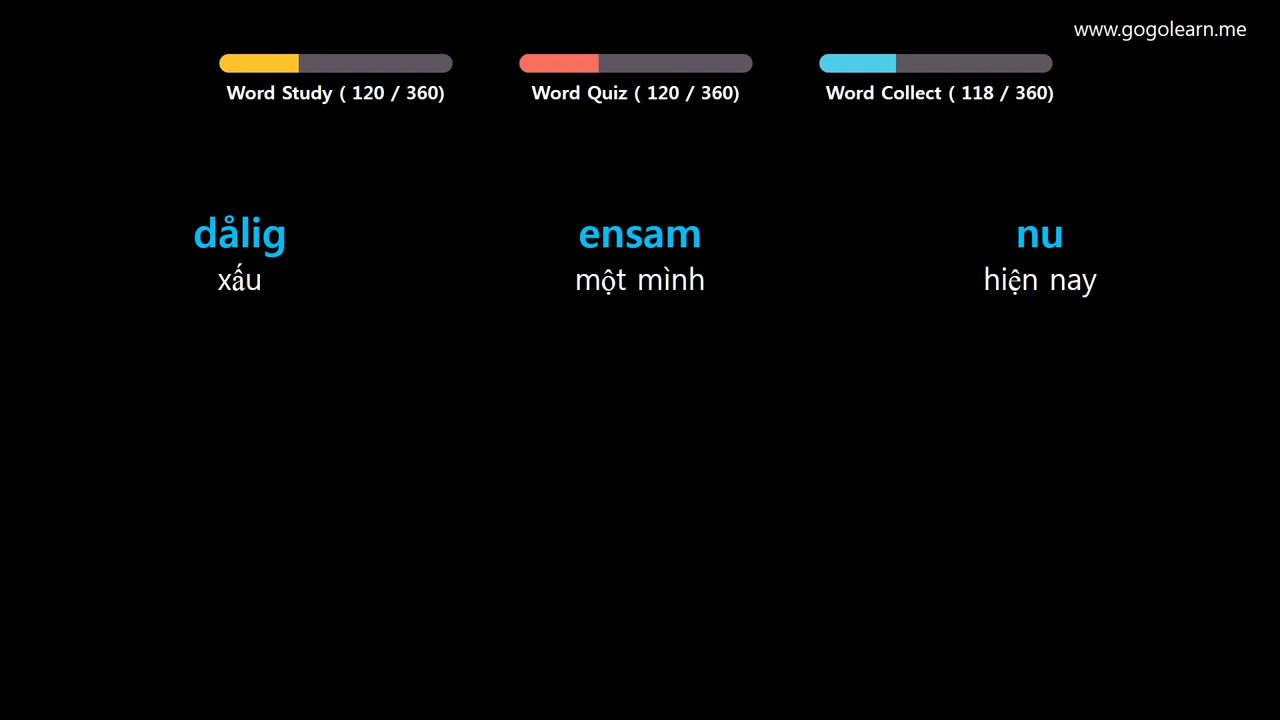 www.gogolearn.me
Word Study ( 120 / 360)
Word Quiz ( 120 / 360)
Word Collect ( 118 / 360)
dålig
xấu
ensam
một mình
nu
hiện nay